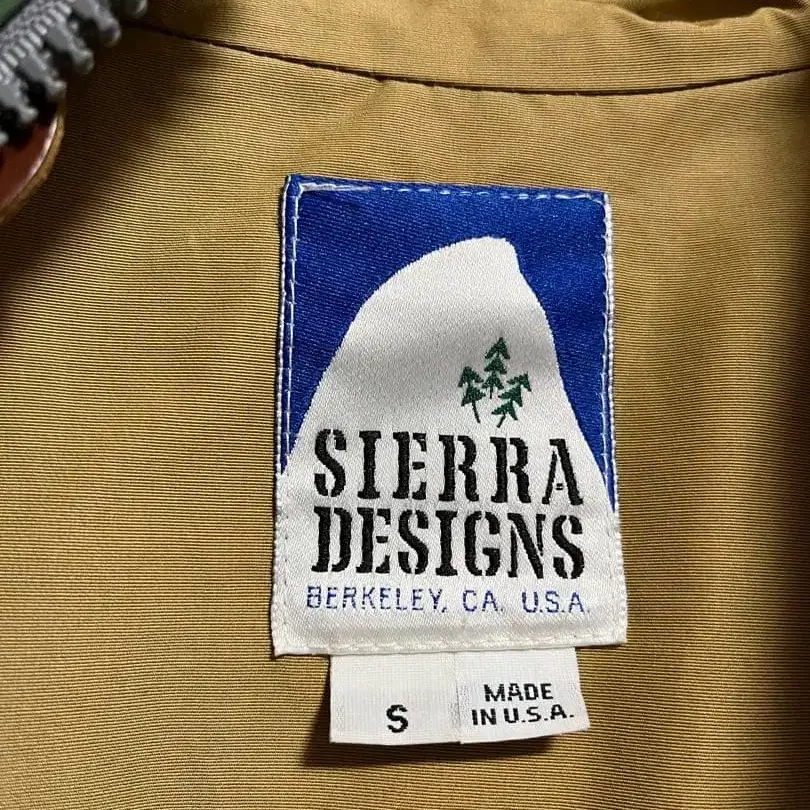 SIERRA
DESIGNS
BERKELEY, CA. U.S.A.
S
MADE
IN U.S.A.